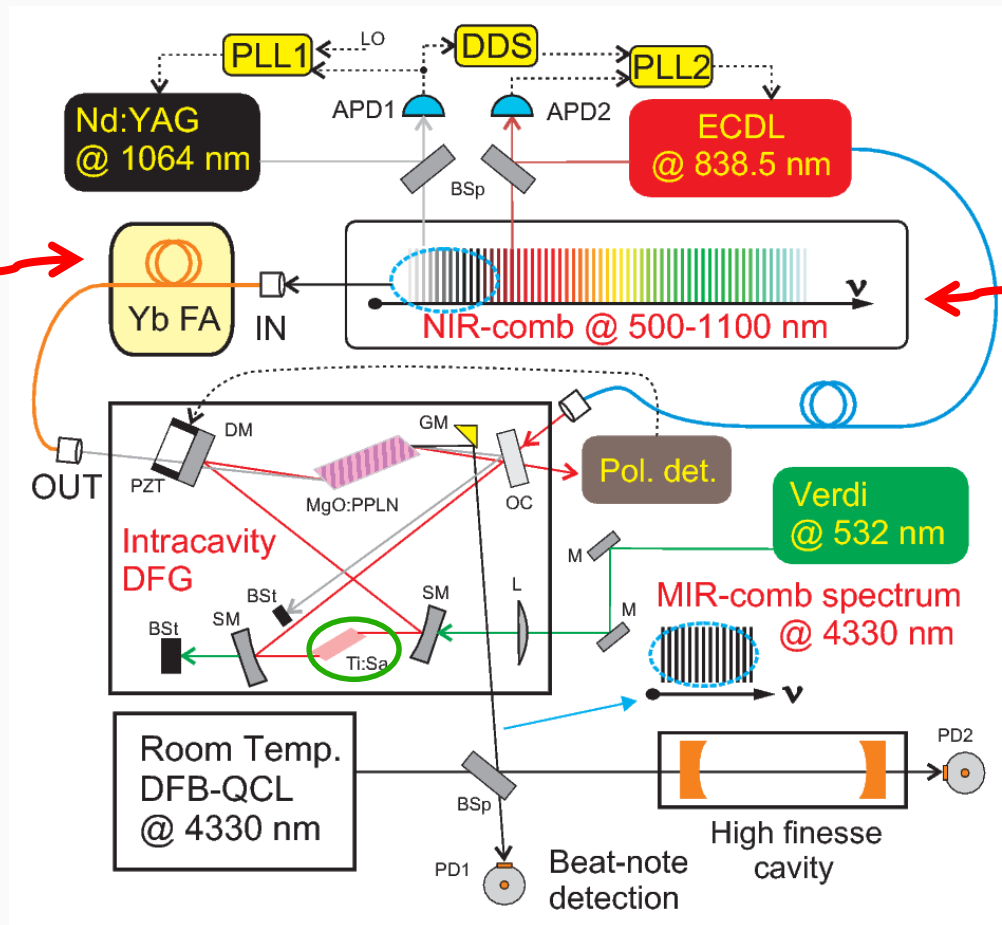 LO
PLL1
DDS
PLL2
APD1
APD2
Nd:YAG
@ 1064 nm
ECDL
@ 838.5 nm
BSp
Yb FA
IN
ν
NIR-comb @ 500-1100 nm
OUT
DM
PZT
GM
MgO:PPLN
OC
Pol. det.
Verdi
@ 532 nm
Intracavity
DFG
BSt
SM
BSt
SM
Ti:Sa
L
M
M
MIR-comb spectrum
@ 4330 nm
ν
Room Temp.
DFB-QCL
@ 4330 nm
BSp
PD2
High finesse
cavity
PD1
Beat-note
detection